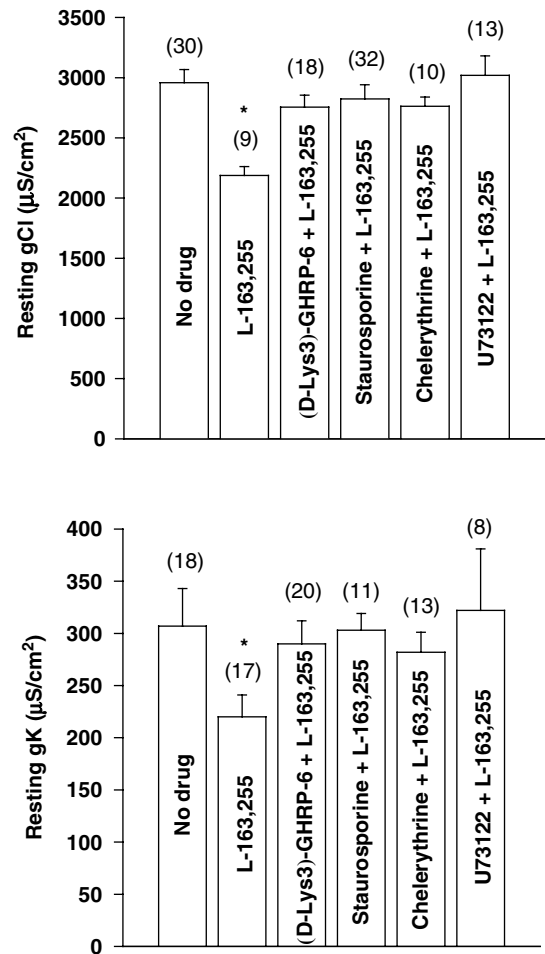 3500
3000
2500
2000
1500
1000
500
0
Resting gCl (µS/cm²)
(30)
*
(9)
(18)
(32)
(10)
(13)
No drug
L-163,255
(D-Lys3)-GHRP-6 + L-163,255
Staurosporine + L-163,255
Chelerythrine + L-163,255
U73122 + L-163,255
400
350
300
250
200
150
100
50
0
Resting gK (µS/cm²)
(18)
*
(17)
(20)
(11)
(13)
(8)
No drug
L-163,255
(D-Lys3)-GHRP-6 + L-163,255
Staurosporine + L-163,255
Chelerythrine + L-163,255
U73122 + L-163,255